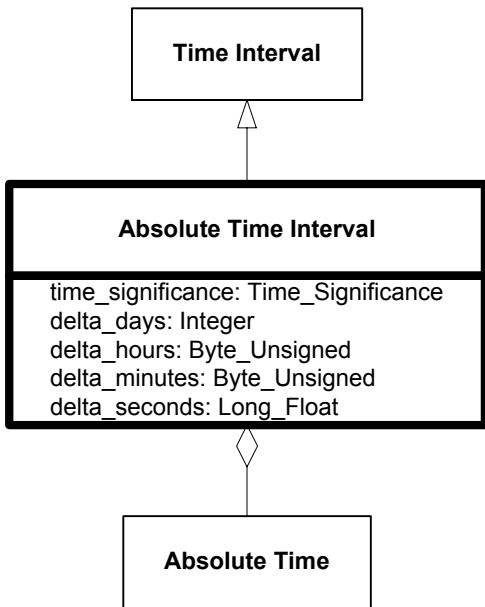 Time Interval
Absolute Time Interval
time_significance: Time_Significance
delta_days: Integer
delta_hours: Byte_Unsigned
delta_minutes: Byte_Unsigned
delta_seconds: Long_Float
Absolute Time